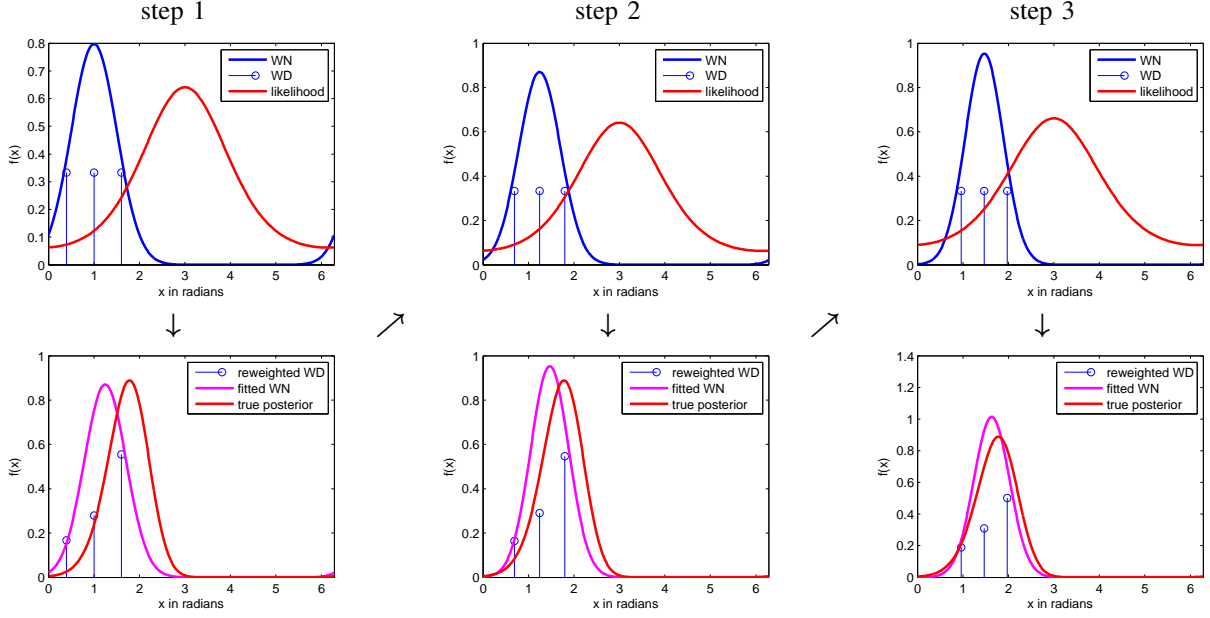 step 1
step 2
step 3
0.8
0.7
0.6
0.5
0.4
0.3
0.2
0.1
0
f(x)
WN
WD
likelihood
0 1 2 3 4 5 6
x in radians
1
0.8
0.6
0.4
0.2
0
f(x)
WN
WD
likelihood
0 1 2 3 4 5 6
x in radians
1
0.8
0.6
0.4
0.2
0
f(x)
WN
WD
likelihood
0 1 2 3 4 5 6
x in radians
↓ ↗ ↓ ↗ ↓
1
0.8
0.6
0.4
0.2
0
f(x)
reweighted WD
fitted WN
true posterior
0 1 2 3 4 5 6
x in radians
1
0.8
0.6
0.4
0.2
0
f(x)
reweighted WD
fitted WN
true posterior
0 1 2 3 4 5 6
x in radians
1.4
1.2
1
0.8
0.6
0.4
0.2
0
f(x)
reweighted WD
fitted WN
true posterior
0 1 2 3 4 5 6
x in radians